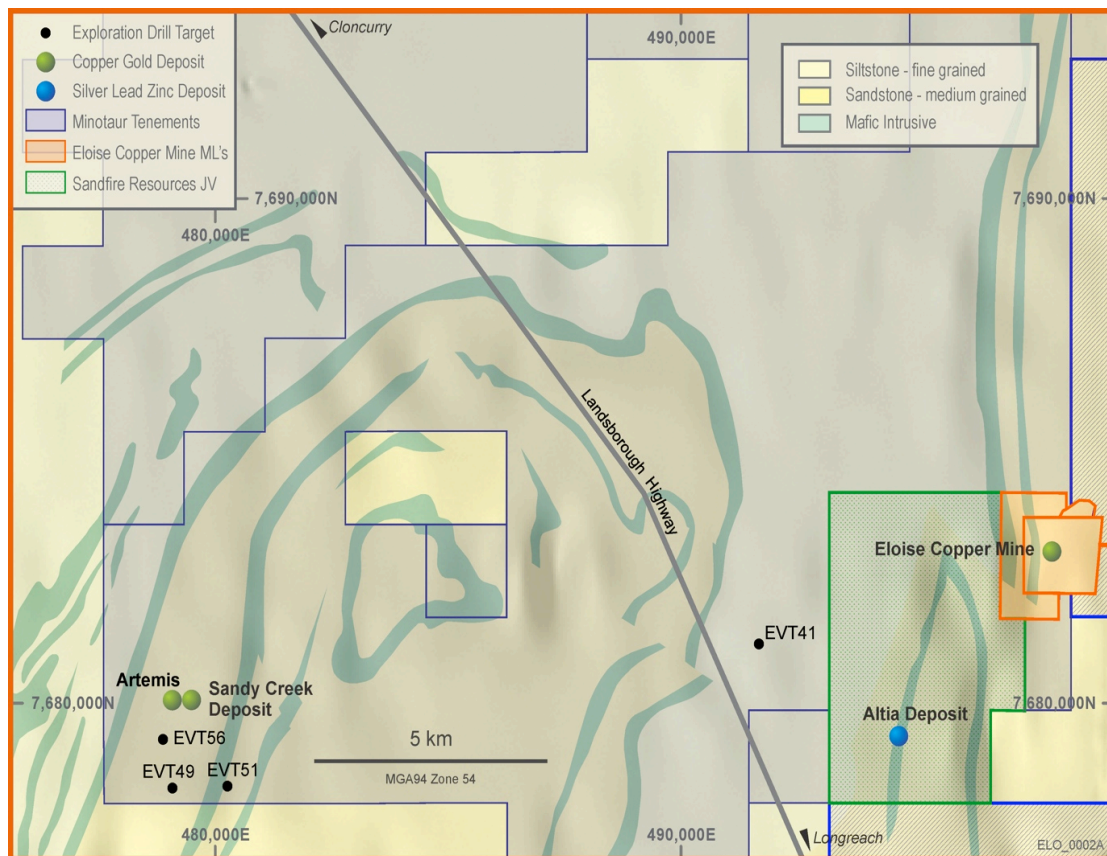 Exploration Drill Target
Copper Gold Deposit
Silver Lead Zinc Deposit
Minotaur Tenements
Eloise Copper Mine ML's
Sandfire Resources JV
Cloncurry
490,000E
Siltstone - fine grained
Sandstone - medium grained
Mafic Intrusive
7,690,000N
7,690,000N
480,000E
Landsborough Highway
Eloise Copper Mine
EVT41
Artemis
Sandy Creek
Deposit
7,680,000N
7,680,000N
Altia Deposit
EVT56
5 km
EVT49
EVT51
MGA94 Zone 54
480,000E
490,000E
Longreach
ELO_0002A